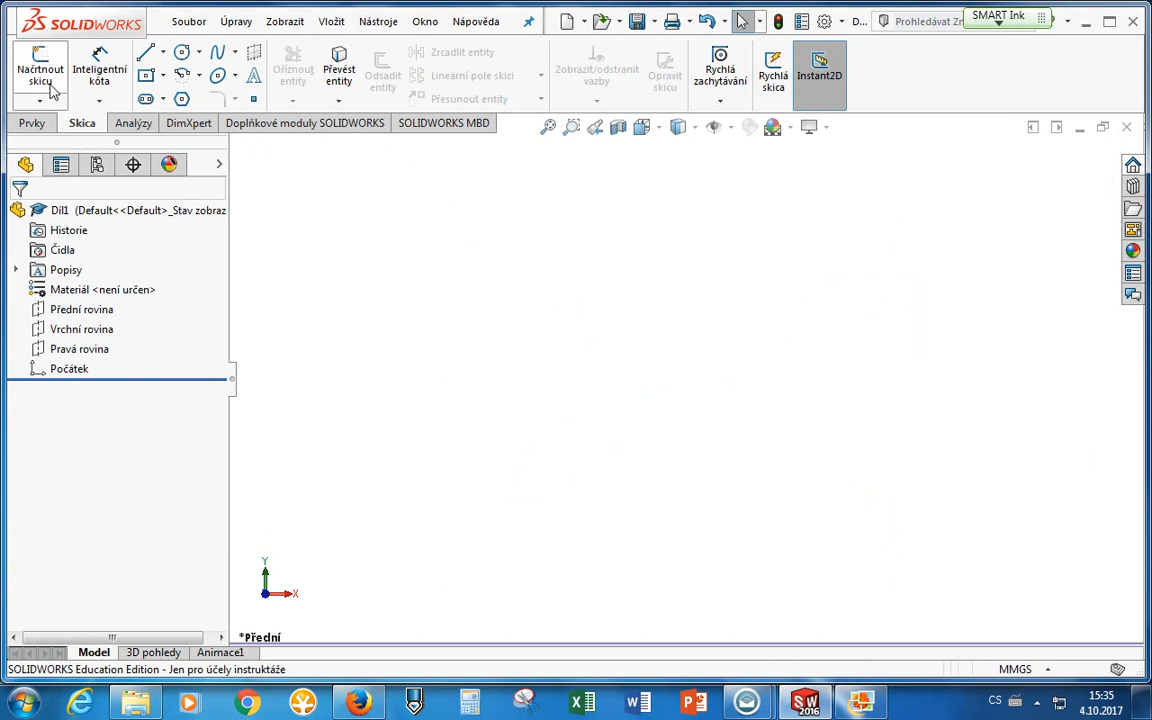 SOLIDWORKS
Soubor
Úpravy
Zobrazit
Vložit
Nástroje
Okno
Nápověda
D...
Prohledávat Zn
SMART Ink
Načrtnout skicu
Inteligentní kóta
Oříznout entity
Převést entity
Odsadit entity
Zrcadlit entity
Lineární pole skici
Přesunout entity
Zobrazit/odstranit vazby
Opravit skicu
Rychlá zachytávání
Rychlá skica
Instant2D
Prvky
Skica
Analýzy
DimXpert
Doplňkové moduly SOLIDWORKS
SOLIDWORKS MBD
Díl1 (Default<<Default>_Stav zobraz
Historie
Čidla
Popisy
Materiál <není určen>
Přední rovina
Vrchní rovina
Pravá rovina
Počátek
Y
X
*Přední
Model
3D pohledy
Animace1
SOLIDWORKS Education Edition - Jen pro účely instruktáže
MMGS
CS
15:35
4.10.2017
SW
2016